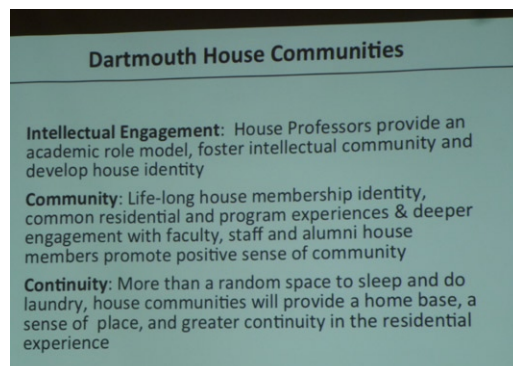 Dartmouth House Communities
Intellectual Engagement: House Professors provide an
academic role model, foster intellectual community and
develop house identity
Community: Life-long house membership identity,
common residential and program experiences & deeper
engagement with faculty, staff and alumni house
members promote positive sense of community
Continuity: More than a random space to sleep and do
laundry, house communities will provide a home base, a
sense of place, and greater continuity in the residential
experience